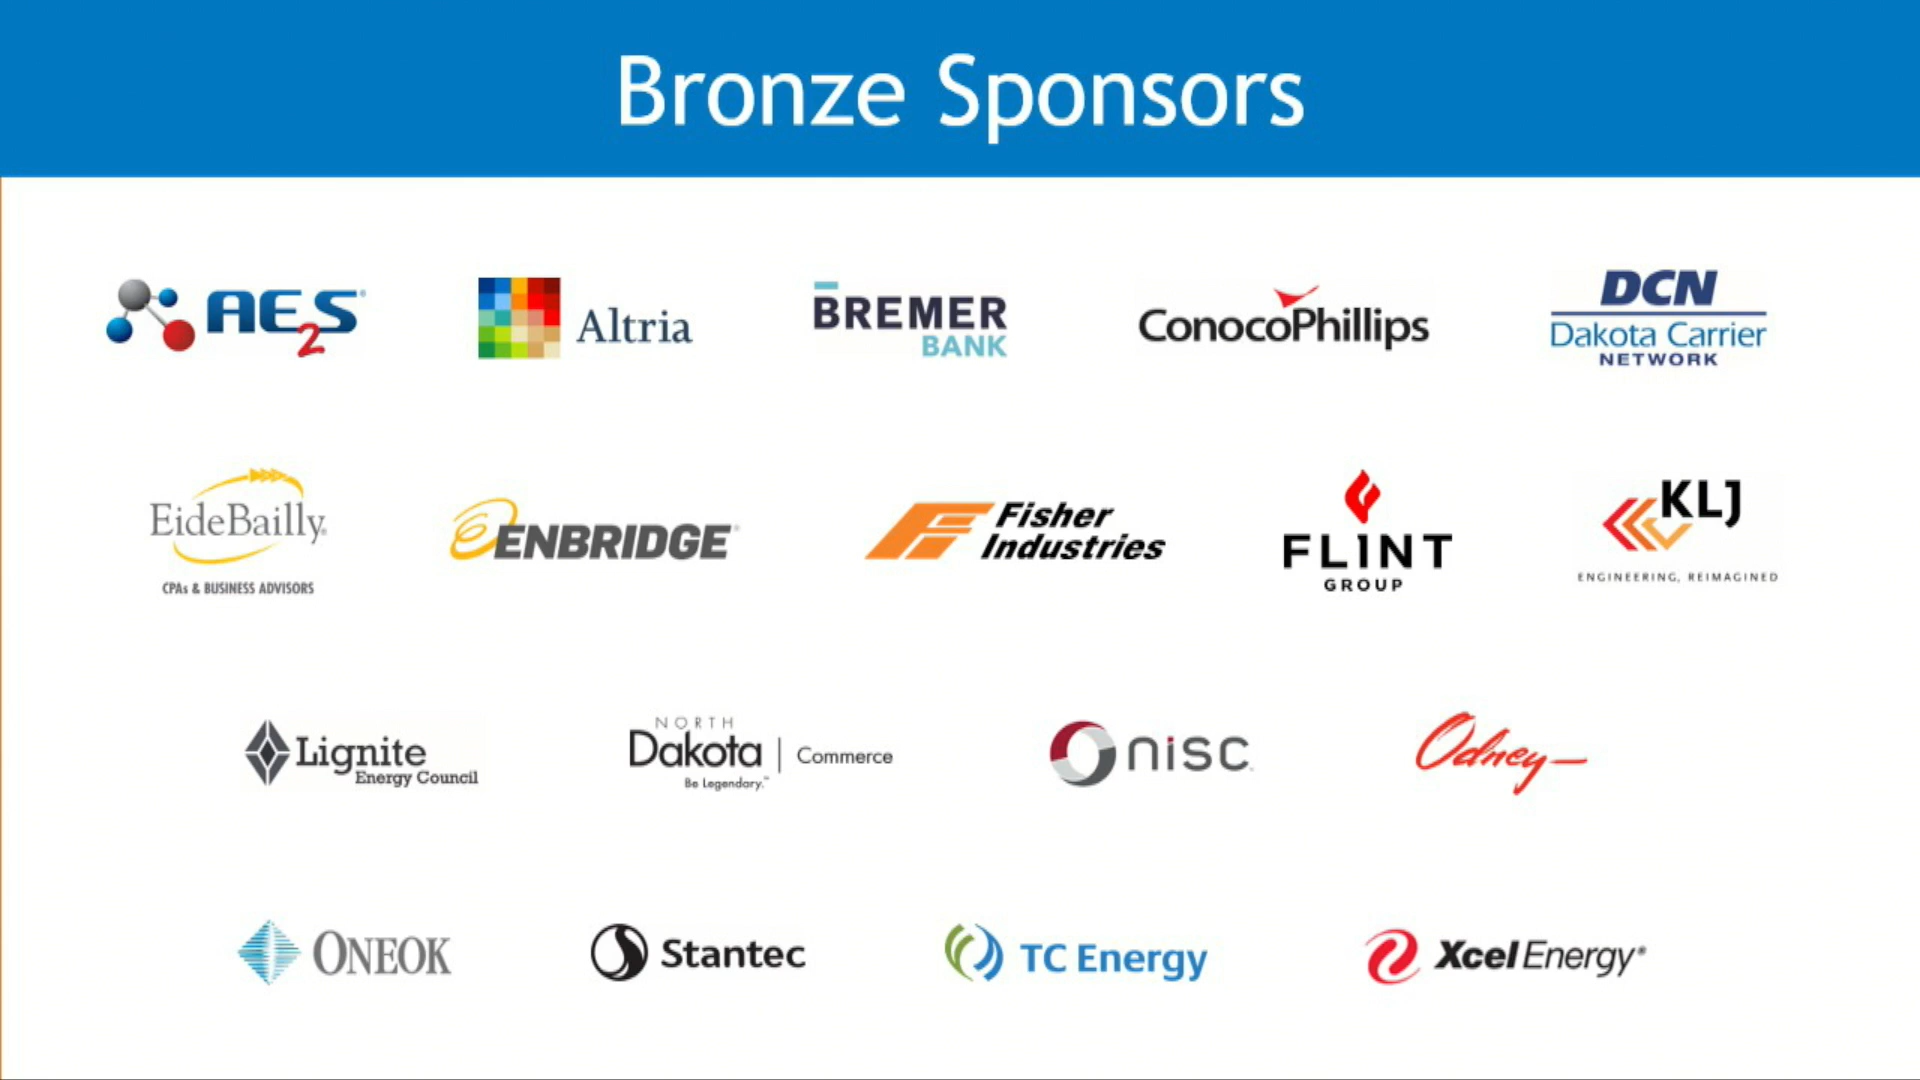 Bronze Sponsors
AE2S
Altria
BREMER
BANK
ConocoPhillips
DCN
Dakota Carrier
NETWORK
EideBailly®
CPAs & BUSINESS ADVISORS
ENBRIDGE®
Fisher
Industries
FLINT
GROUP
KLJ
ENGINEERING, REIMAGINED
Lignite
Energy Council
NORTH
Dakota | Commerce
Be Legendary.™
nisc
Odney
ONEOK
Stantec
TC Energy
Xcel Energy®